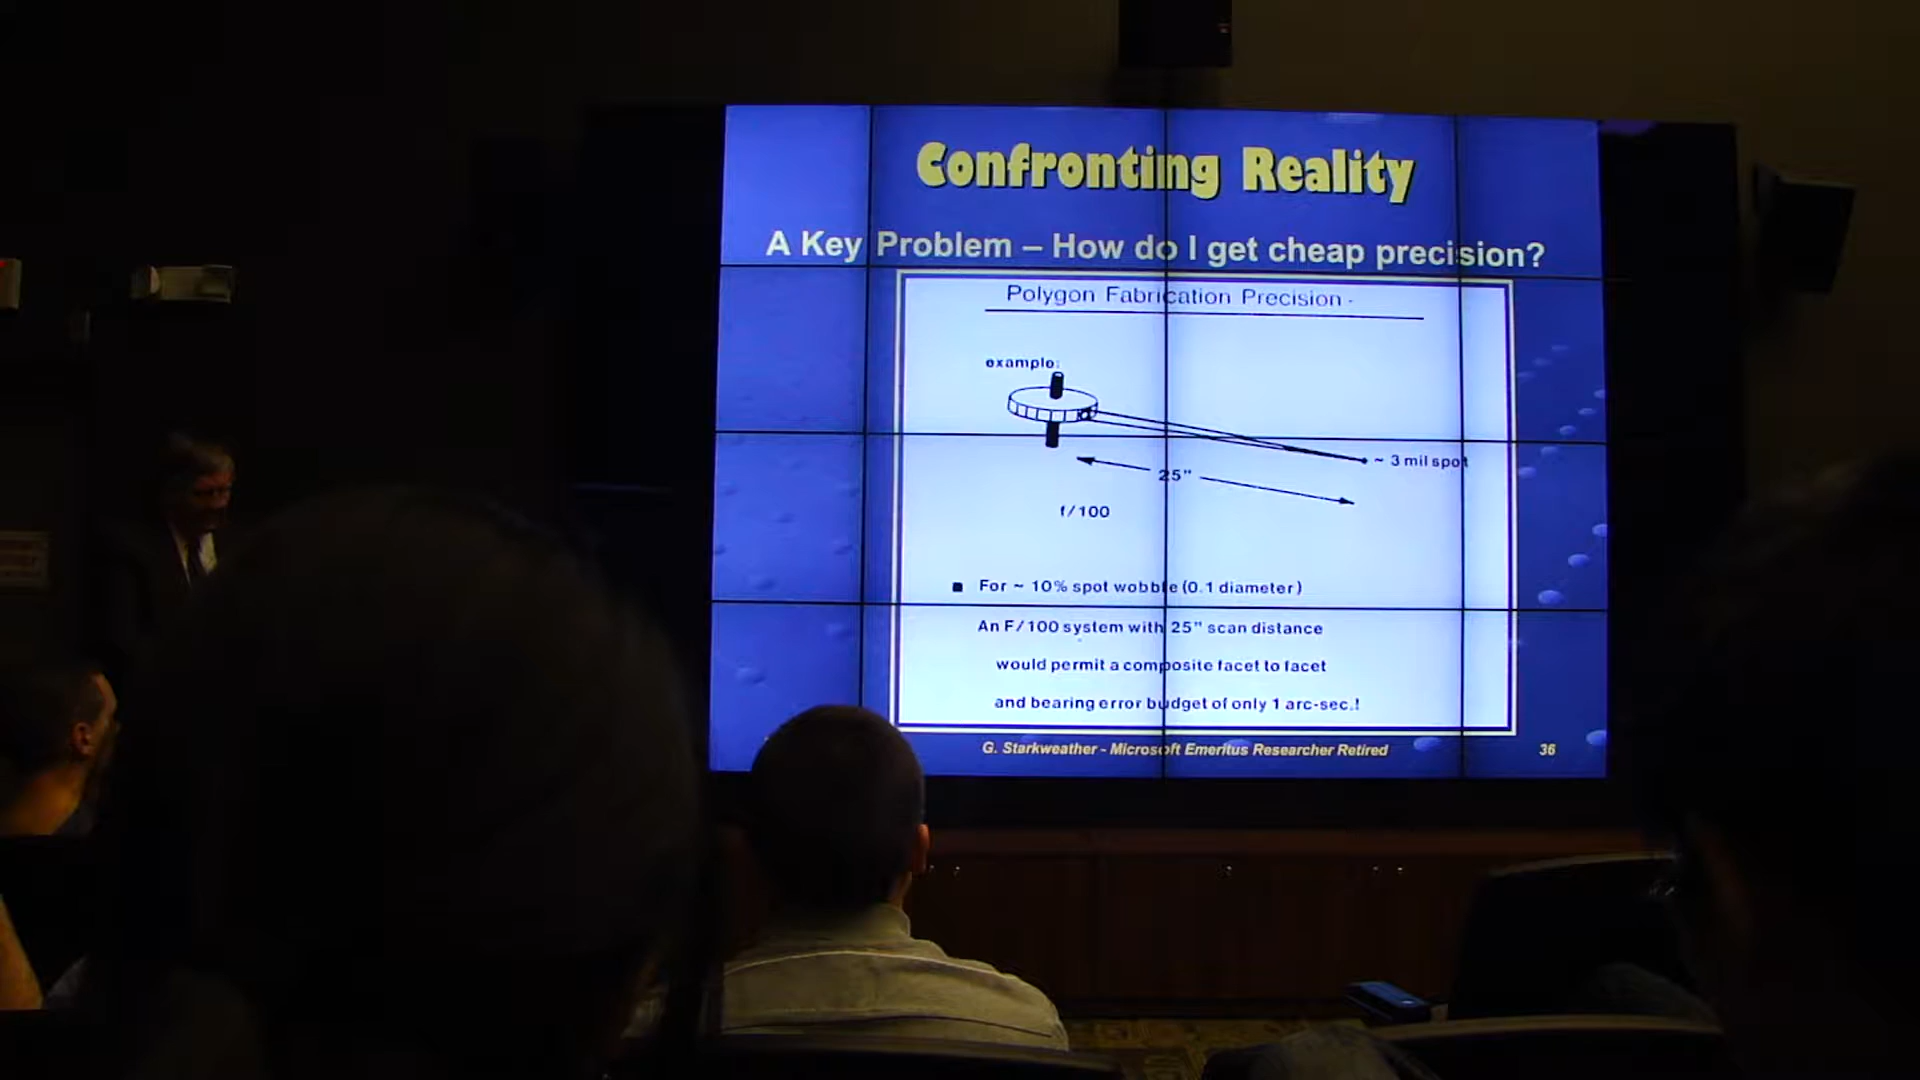 Confronting Reality
A Key Problem – How do I get cheap precision?
Polygon Fabrication Precision -
example:
~ 3 mil spot
25"
f/100
■ For ~ 10% spot wobble (0.1 diameter)
An F/100 system with 25" scan distance
would permit a composite facet to facet
and bearing error budget of only 1 arc-sec.!
G. Starkweather - Microsoft Emeritus Researcher Retired
36